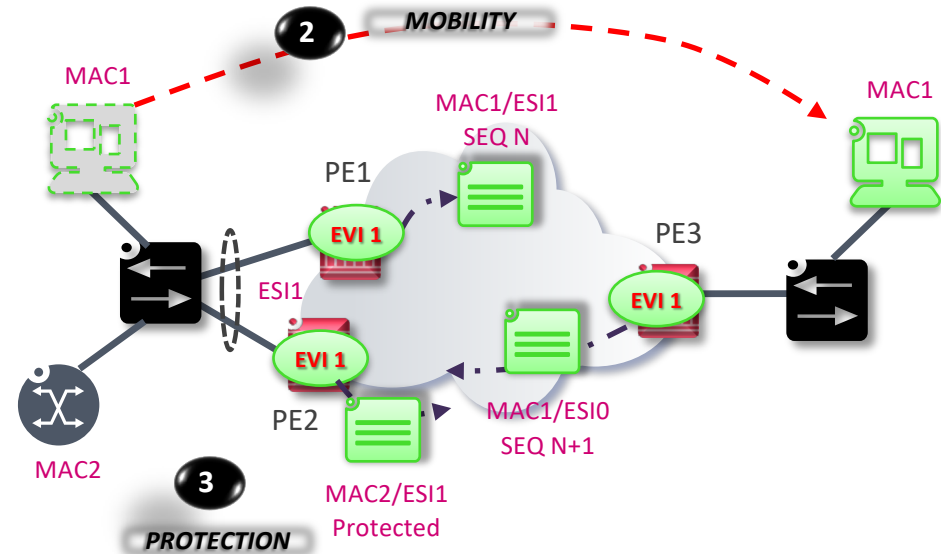 2
MOBILITY
MAC1
MAC1
MAC1/ESI1
SEQ N
PE1
EVI 1
PE3
ESI1
EVI 1
EVI 1
PE2
MAC1/ESI0
SEQ N+1
MAC2
3
MAC2/ESI1
Protected
PROTECTION